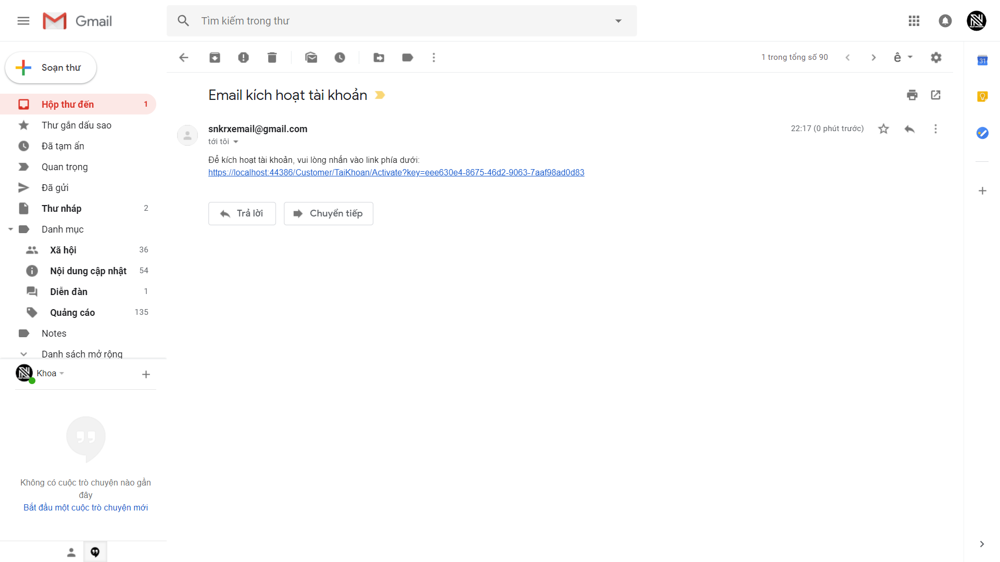 Gmail
Tìm kiếm trong thư
Soạn thư
1 trong tổng số 90
ê
31
Hộp thư đến 1
Thư gắn dấu sao
Đã tạm ẩn
Quan trọng
Đã gửi
Thư nháp 2
Danh mục
Xã hội 36
Nội dung cập nhật 54
Diễn đàn 1
Quảng cáo 135
Notes
Danh sách mở rộng
Khoa
Không có cuộc trò chuyện nào gần
đây
Bắt đầu một cuộc trò chuyện mới
Email kích hoạt tài khoản
snkrxemail@gmail.com
22:17 (0 phút trước)
tới tôi
Để kích hoạt tài khoản, vui lòng nhấn vào link phía dưới:
https://localhost:44386/Customer/TaiKhoan/Activate?key=eee630e4-8675-46d2-9063-7aaf98ad0d83
Trả lời
Chuyển tiếp